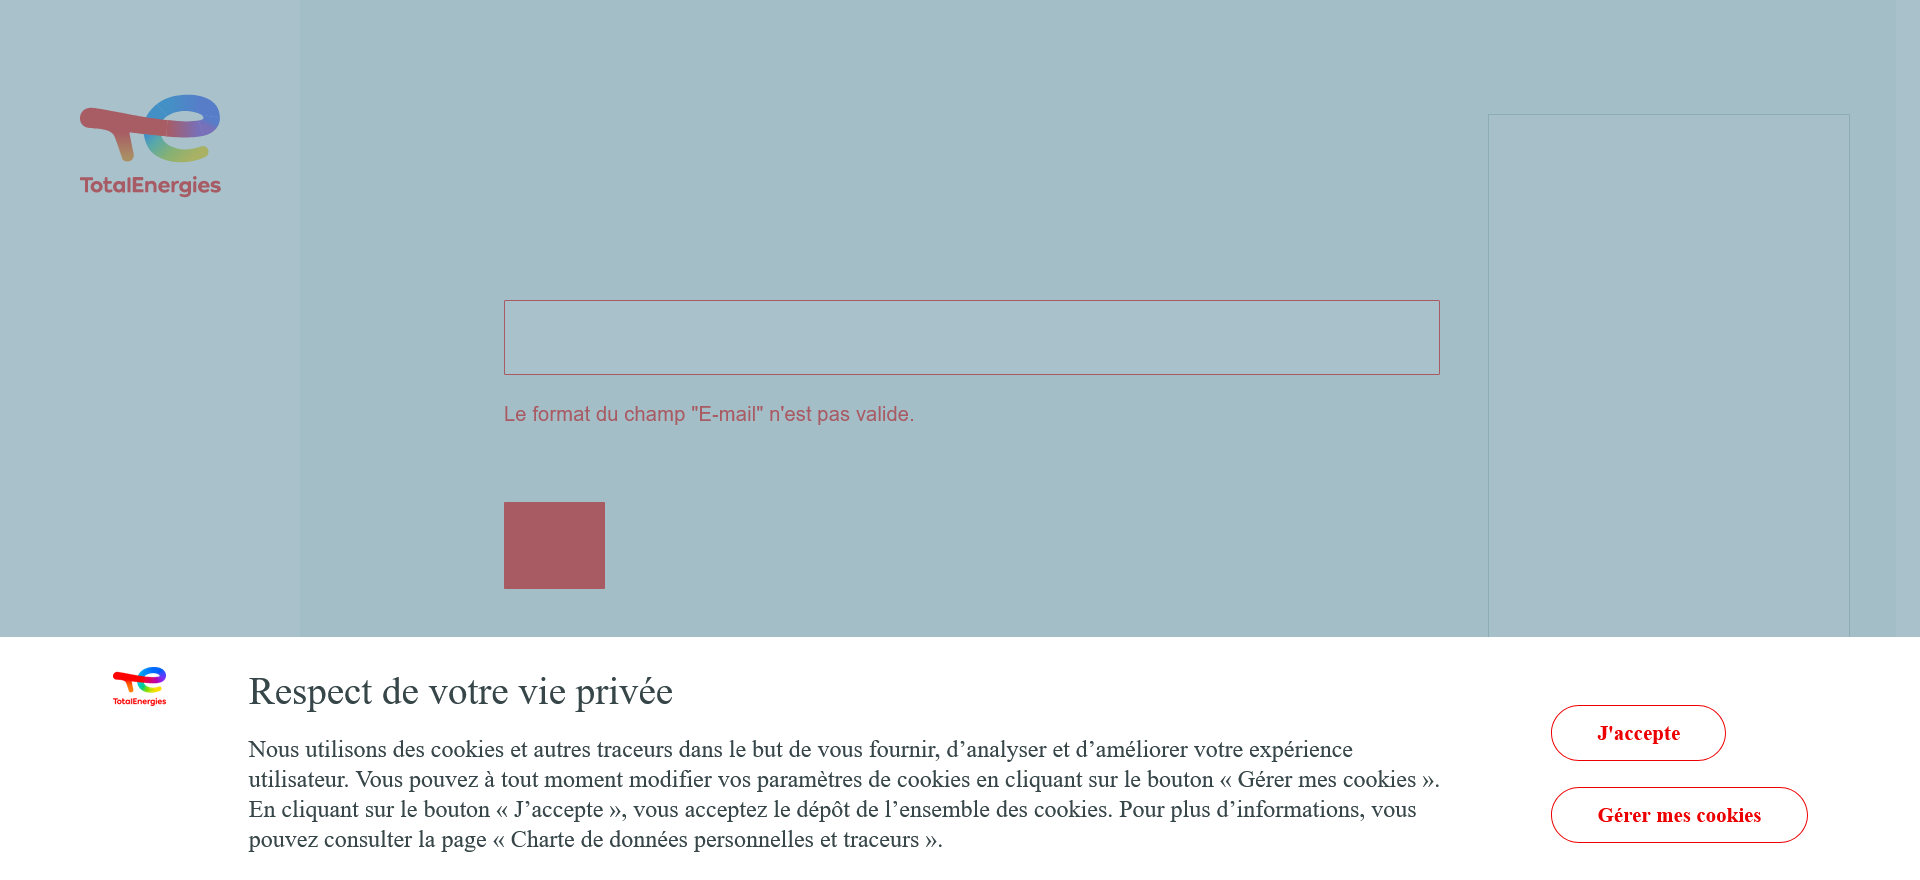 TotalEnergies
Le format du champ "E-mail" n'est pas valide.
TotalEnergies
Respect de votre vie privée
Nous utilisons des cookies et autres traceurs dans le but de vous fournir, d’analyser et d’améliorer votre expérience
utilisateur. Vous pouvez à tout moment modifier vos paramètres de cookies en cliquant sur le bouton « Gérer mes cookies ».
En cliquant sur le bouton « J’accepte », vous acceptez le dépôt de l’ensemble des cookies. Pour plus d’informations, vous
pouvez consulter la page « Charte de données personnelles et traceurs ».
J'accepte
Gérer mes cookies